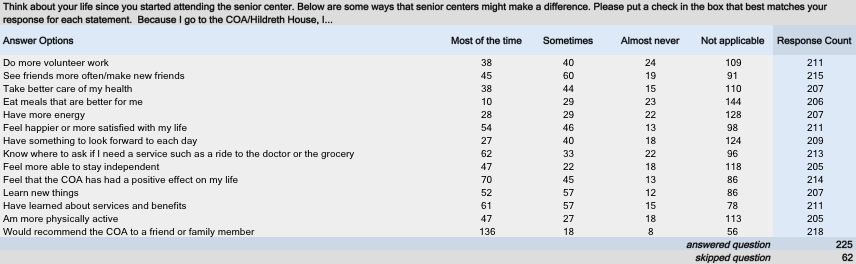 Think about your life since you started attending the senior center. Below are some ways that senior centers might make a difference. Please put a check in the box that best matches your
response for each statement.  Because I go to the COA/Hildreth House, I...
Answer Options Most of the time Sometimes Almost never Not applicable Response Count
Do more volunteer work 38 40 24 109 211
See friends more often/make new friends 45 60 19 91 215
Take better care of my health 38 44 15 110 207
Eat meals that are better for me 10 29 23 144 206
Have more energy 28 29 22 128 207
Feel happier or more satisfied with my life 54 46 13 98 211
Have something to look forward to each day 27 40 18 124 209
Know where to ask if I need a service such as a ride to the doctor or the grocery 62 33 22 96 213
Feel more able to stay independent 47 22 18 118 205
Feel that the COA has had a positive effect on my life 70 45 13 86 214
Learn new things 52 57 12 86 207
Have learned about services and benefits 61 57 15 78 211
Am more physically active 47 27 18 113 205
Would recommend the COA to a friend or family member 136 18 8 56 218
answered question 225
skipped question 62